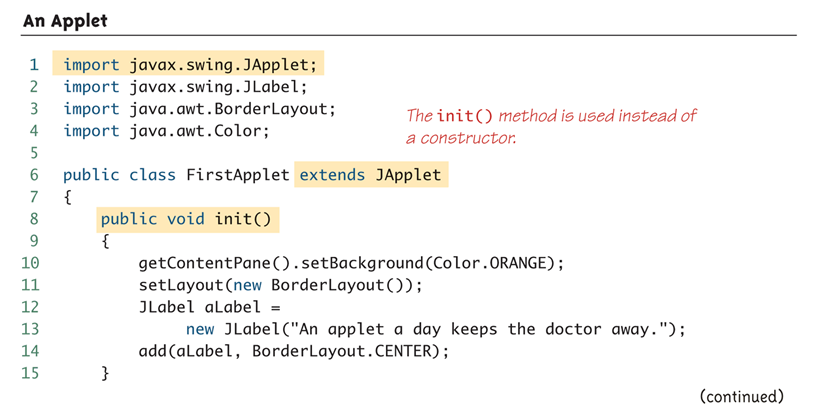 An Applet
1 import javax.swing.JApplet;
2 import javax.swing.JLabel;
3 import java.awt.BorderLayout;
4 import java.awt.Color;
The init() method is used instead of
a constructor.
5
6 public class FirstApplet extends JApplet
7 {
8 public void init()
9 {
10 getContentPane().setBackground(Color.ORANGE);
11 setLayout(new BorderLayout());
12 JLabel aLabel =
13 new JLabel("An applet a day keeps the doctor away.");
14 add(aLabel, BorderLayout.CENTER);
15 }
(continued)